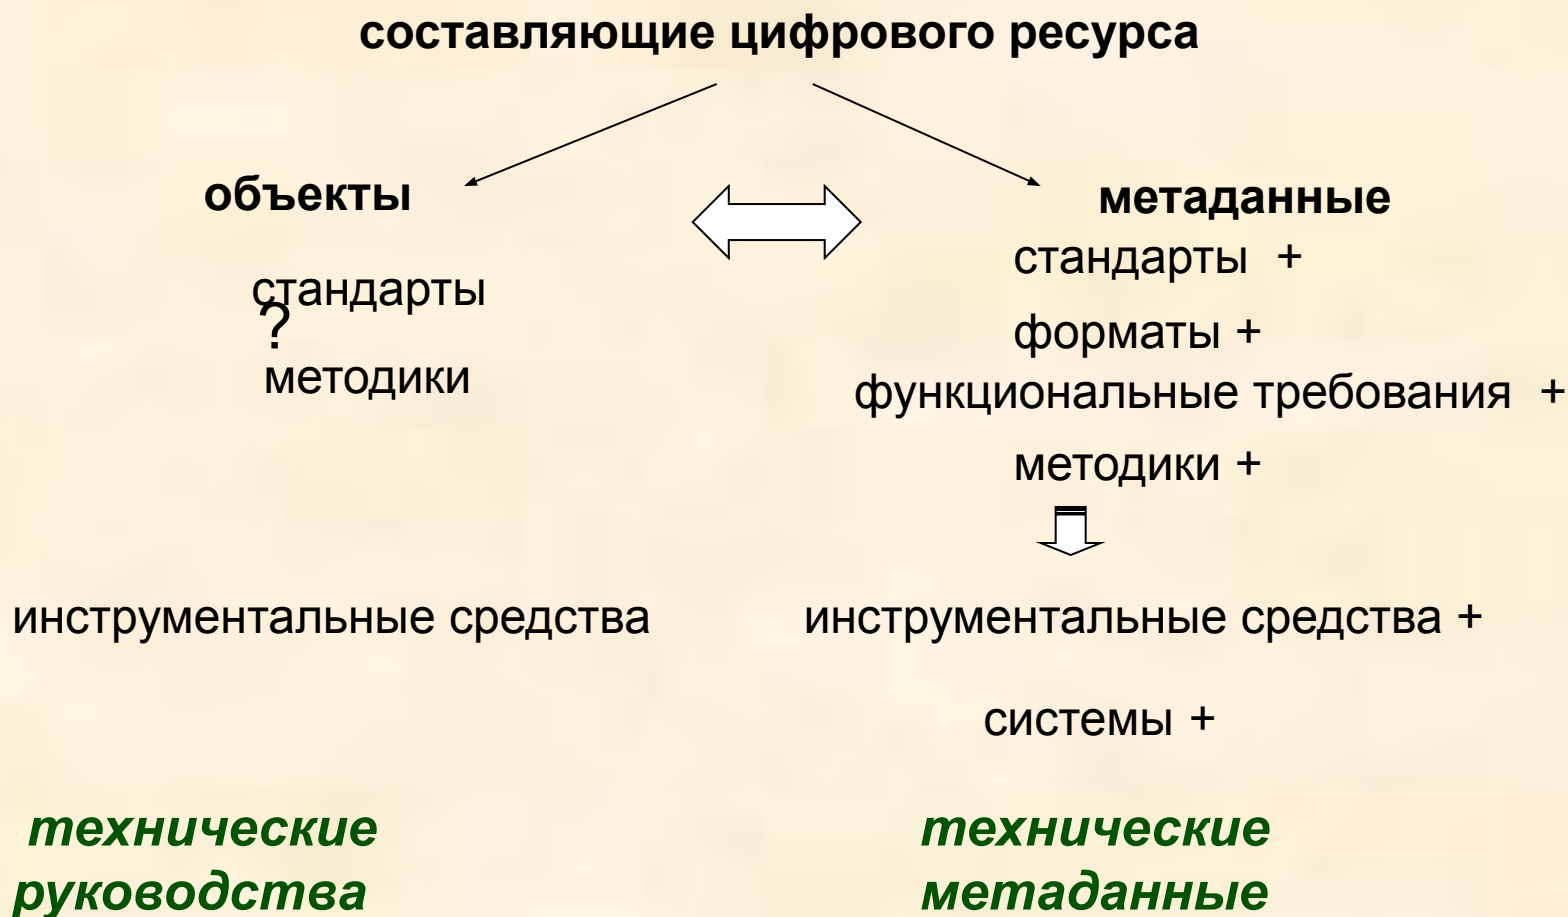 составляющие цифрового ресурса
объекты
стандарты
?
методики
инструментальные средства
технические
руководства
метаданные
стандарты +
форматы +
функциональные требования +
методики +
инструментальные средства +
системы +
технические
метаданные